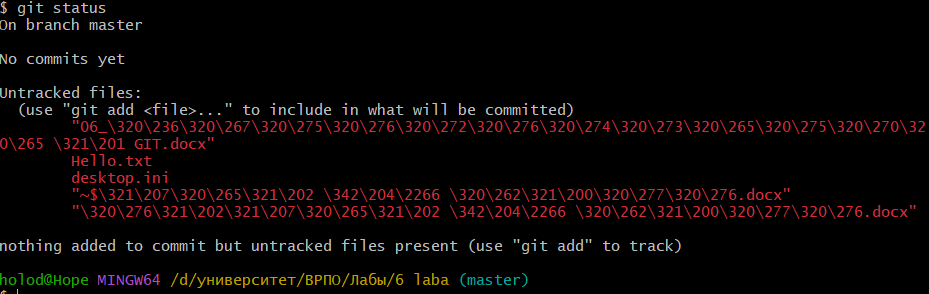 $ git status
On branch master
No commits yet
Untracked files:
(use "git add <file>..." to include in what will be committed)
"06_\320\236\320\267\320\275\320\276\320\272\320\276\320\274\320\273\320\265\320\275\320\270\32
0\265 \321\201 GIT.docx"
Hello.txt
desktop.ini
"~$\321\207\320\265\321\202 \342\204\2266 \320\262\321\200\320\277\320\276.docx"
"\320\276\321\202\321\207\320\265\321\202 \342\204\2266 \320\262\321\200\320\277\320\276.docx"
nothing added to commit but untracked files present (use "git add" to track)
holod@Hope MINGW64 /d/университет/ВРПО/Лабы/6 laba (master)
$